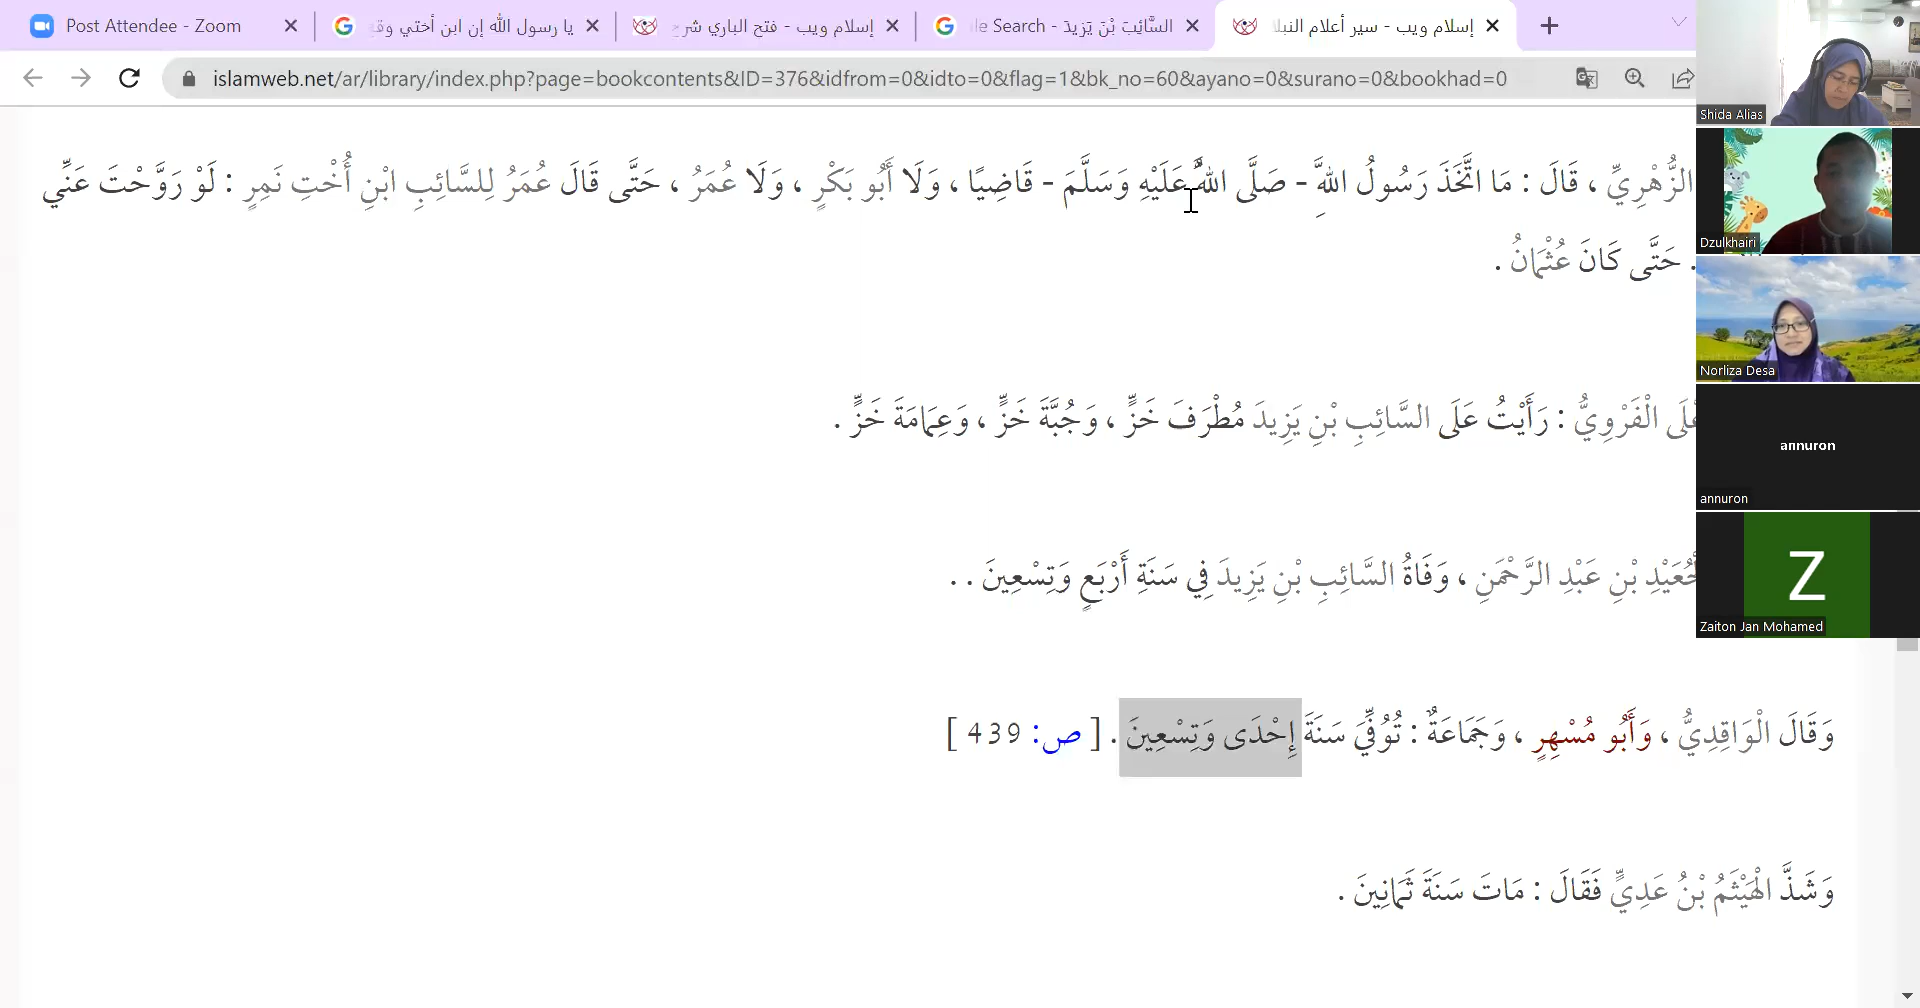 Post Attendee - Zoom
يا رسول الله إن ابن أختي وقع
إسلام ويب - فتح الباري شرح
السَّائِبَ بْنَ يَزِيدَ - le Search
إسلام ويب - سير أعلام النبلا
islamweb.net/ar/library/index.php?page=bookcontents&ID=376&idfrom=0&idto=0&flag=1&bk_no=60&ayano=0&surano=0&bookhad=0
الزُّهْرِيِّ ، قَالَ : مَا اتَّخَذَ رَسُولُ اللَّهِ - صَلَّى اللَّهُ عَلَيْهِ وَسَلَّمَ - قَاضِيًا ، وَلَا أَبُو بَكْرٍ ، وَلَا عُمَرُ ، حَتَّى قَالَ عُمَرُ لِلسَّائِبِ ابْنِ أُخْتِ نَمِرٍ : لَوْ رَوَّحْتَ عَنِّي
. حَتَّى كَانَ عُثْمَانُ .
الْفَرْوِيُّ : رَأَيْتُ عَلَى السَّائِبِ بْنِ يَزِيدَ مُطْرَفَ خَزٍّ ، وَجُبَّةَ خَزٍّ ، وَعِمَامَةَ خَزٍّ .
الْجُعَيْدِ بْنِ عَبْدِ الرَّحْمَنِ ، وَفَاةُ السَّائِبِ بْنِ يَزِيدَ فِي سَنَةِ أَرْبَعٍ وَتِسْعِينَ . .
وَقَالَ الْوَاقِدِيُّ ، وَأَبُو مُسْهِرٍ ، وَجَمَاعَةٌ : تُوُفِّيَ سَنَةَ إِحْدَى وَتِسْعِينَ . [ ص: 439 ]
وَشَذَّ الْهَيْثَمُ بْنُ عَدِيٍّ فَقَالَ : مَاتَ سَنَةَ ثَمَانِينَ .
Shida Alias
Dzulkhairi
Norliza Desa
annuron
annuron
Z
Zaiton Jan Mohamed